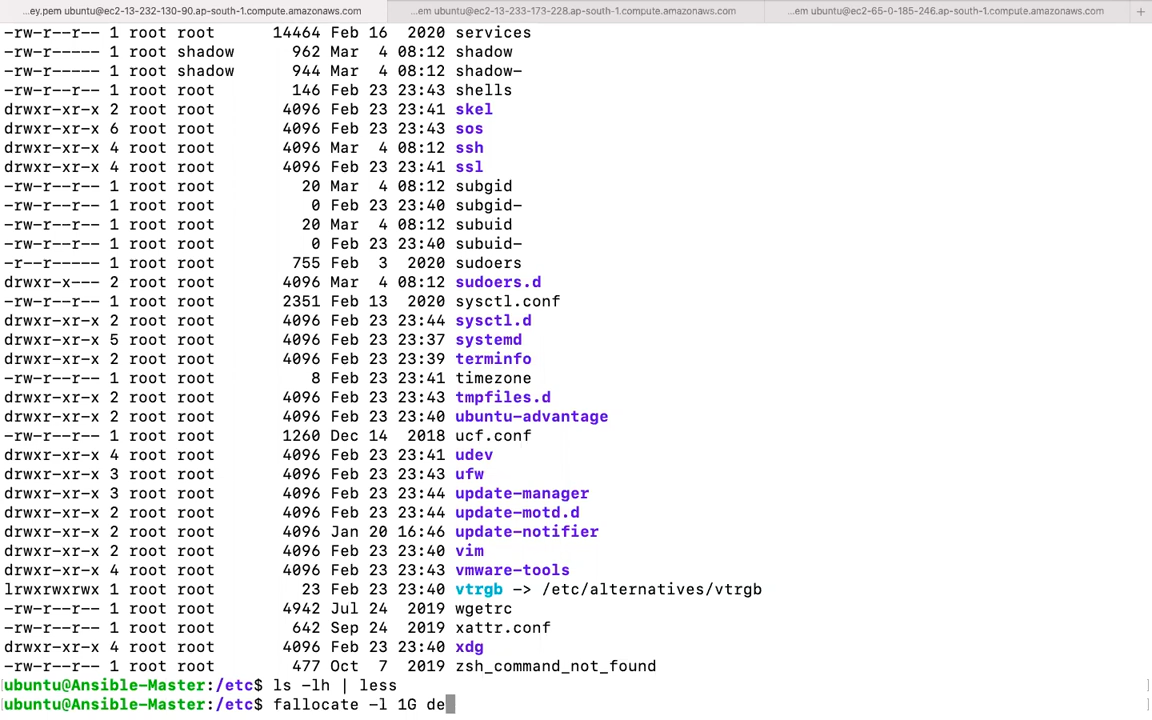 ...ey.pem ubuntu@ec2-13-232-130-90.ap-south-1.compute.amazonaws.com ...em ubuntu@ec2-13-233-173-228.ap-south-1.compute.amazonaws.com ...em ubuntu@ec2-65-0-185-246.ap-south-1.compute.amazonaws.com +
-rw-r--r-- 1 root root 14464 Feb 16 2020 services
-rw-r----- 1 root shadow 962 Mar 4 08:12 shadow
-rw-r----- 1 root shadow 944 Mar 4 08:12 shadow-
-rw-r--r-- 1 root root 146 Feb 23 23:43 shells
drwxr-xr-x 2 root root 4096 Feb 23 23:41 skel
drwxr-xr-x 6 root root 4096 Feb 23 23:43 sos
drwxr-xr-x 4 root root 4096 Mar 4 08:12 ssh
drwxr-xr-x 4 root root 4096 Feb 23 23:41 ssl
-rw-r--r-- 1 root root 20 Mar 4 08:12 subgid
-rw-r--r-- 1 root root 0 Feb 23 23:40 subgid-
-rw-r--r-- 1 root root 20 Mar 4 08:12 subuid
-rw-r--r-- 1 root root 0 Feb 23 23:40 subuid-
-r--r----- 1 root root 755 Feb 3 2020 sudoers
drwxr-x--- 2 root root 4096 Mar 4 08:12 sudoers.d
-rw-r--r-- 1 root root 2351 Feb 13 2020 sysctl.conf
drwxr-xr-x 2 root root 4096 Feb 23 23:44 sysctl.d
drwxr-xr-x 5 root root 4096 Feb 23 23:37 systemd
drwxr-xr-x 2 root root 4096 Feb 23 23:39 terminfo
-rw-r--r-- 1 root root 8 Feb 23 23:41 timezone
drwxr-xr-x 2 root root 4096 Feb 23 23:43 tmpfiles.d
drwxr-xr-x 2 root root 4096 Feb 23 23:40 ubuntu-advantage
-rw-r--r-- 1 root root 1260 Dec 14 2018 ucf.conf
drwxr-xr-x 4 root root 4096 Feb 23 23:41 udev
drwxr-xr-x 3 root root 4096 Feb 23 23:43 ufw
drwxr-xr-x 3 root root 4096 Feb 23 23:44 update-manager
drwxr-xr-x 2 root root 4096 Feb 23 23:44 update-motd.d
drwxr-xr-x 2 root root 4096 Jan 20 16:46 update-notifier
drwxr-xr-x 2 root root 4096 Feb 23 23:40 vim
drwxr-xr-x 4 root root 4096 Feb 23 23:43 vmware-tools
lrwxrwxrwx 1 root root 23 Feb 23 23:40 vtrgb -> /etc/alternatives/vtrgb
-rw-r--r-- 1 root root 4942 Jul 24 2019 wgetrc
-rw-r--r-- 1 root root 642 Sep 24 2019 xattr.conf
drwxr-xr-x 4 root root 4096 Feb 23 23:40 xdg
-rw-r--r-- 1 root root 477 Oct 7 2019 zsh_command_not_found
[ubuntu@Ansible-Master:/etc$ ls -lh | less ]
[ubuntu@Ansible-Master:/etc$ fallocate -l 1G de ]